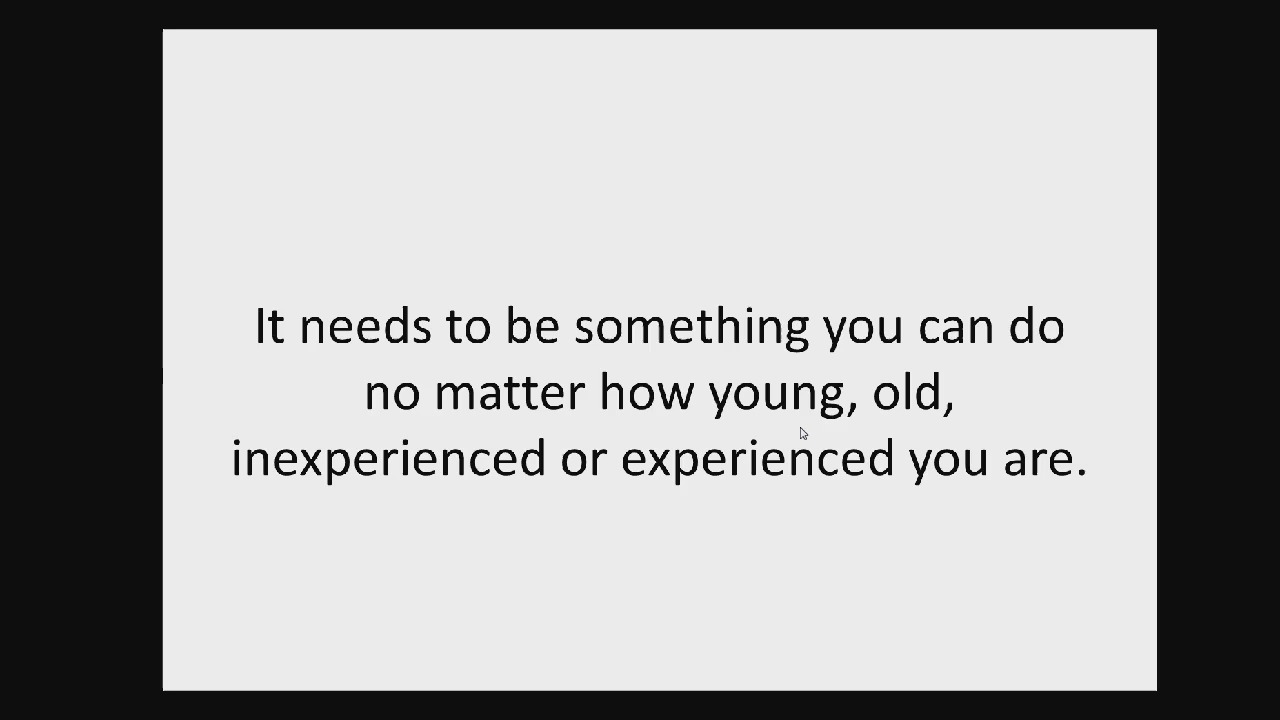 It needs to be something you can do
no matter how young, old,
inexperienced or experienced you are.